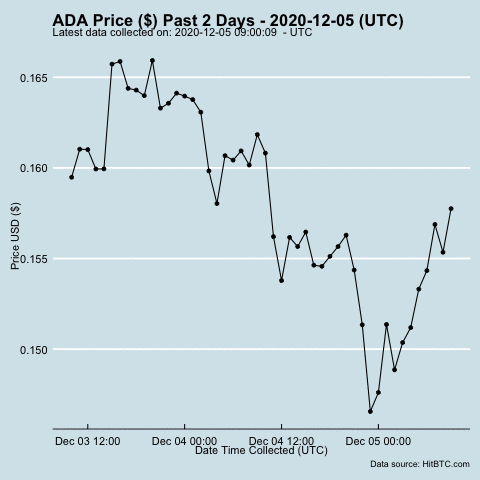 ADA Price ($) Past 2 Days - 2020-12-05 (UTC)
Latest data collected on: 2020-12-05 09:00:09 - UTC
0.165
0.160
0.155
0.150
Price USD ($)
Dec 03 12:00 Dec 04 00:00 Dec 04 12:00 Dec 05 00:00
Date Time Collected (UTC)
Data source: HitBTC.com